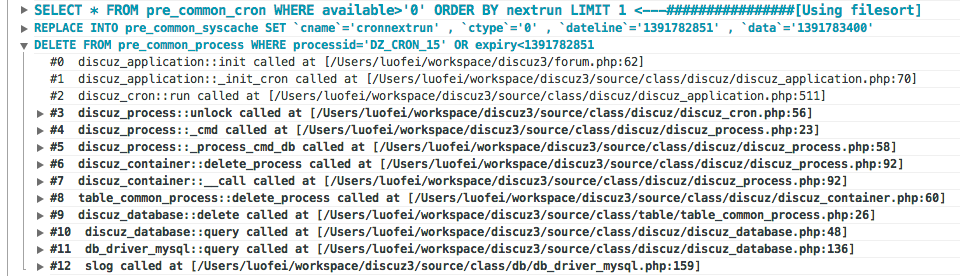 SELECT * FROM pre_common_cron WHERE available>'0' ORDER BY nextrun LIMIT 1 <---################[Using filesort]
REPLACE INTO pre_common_syscache SET `cname`='cronnextrun' , `ctype`='0' , `dateline`='1391782851' , `data`='1391783400'
DELETE FROM pre_common_process WHERE processid='DZ_CRON_15' OR expiry<1391782851
#0 discuz_application::init called at [/Users/luofei/workspace/discuz3/forum.php:62]
#1 discuz_application::_init_cron called at [/Users/luofei/workspace/discuz3/source/class/discuz/discuz_application.php:70]
#2 discuz_cron::run called at [/Users/luofei/workspace/discuz3/source/class/discuz/discuz_application.php:511]
#3 discuz_process::unlock called at [/Users/luofei/workspace/discuz3/source/class/discuz/discuz_cron.php:56]
#4 discuz_process::_cmd called at [/Users/luofei/workspace/discuz3/source/class/discuz/discuz_process.php:23]
#5 discuz_process::_process_cmd_db called at [/Users/luofei/workspace/discuz3/source/class/discuz/discuz_process.php:58]
#6 discuz_container::delete_process called at [/Users/luofei/workspace/discuz3/source/class/discuz/discuz_process.php:92]
#7 discuz_container::__call called at [/Users/luofei/workspace/discuz3/source/class/discuz/discuz_process.php:92]
#8 table_common_process::delete_process called at [/Users/luofei/workspace/discuz3/source/class/discuz/discuz_container.php:60]
#9 discuz_database::delete called at [/Users/luofei/workspace/discuz3/source/class/table/table_common_process.php:26]
#10 discuz_database::query called at [/Users/luofei/workspace/discuz3/source/class/discuz/discuz_database.php:48]
#11 db_driver_mysql::query called at [/Users/luofei/workspace/discuz3/source/class/discuz/discuz_database.php:136]
#12 slog called at [/Users/luofei/workspace/discuz3/source/class/db/db_driver_mysql.php:159]